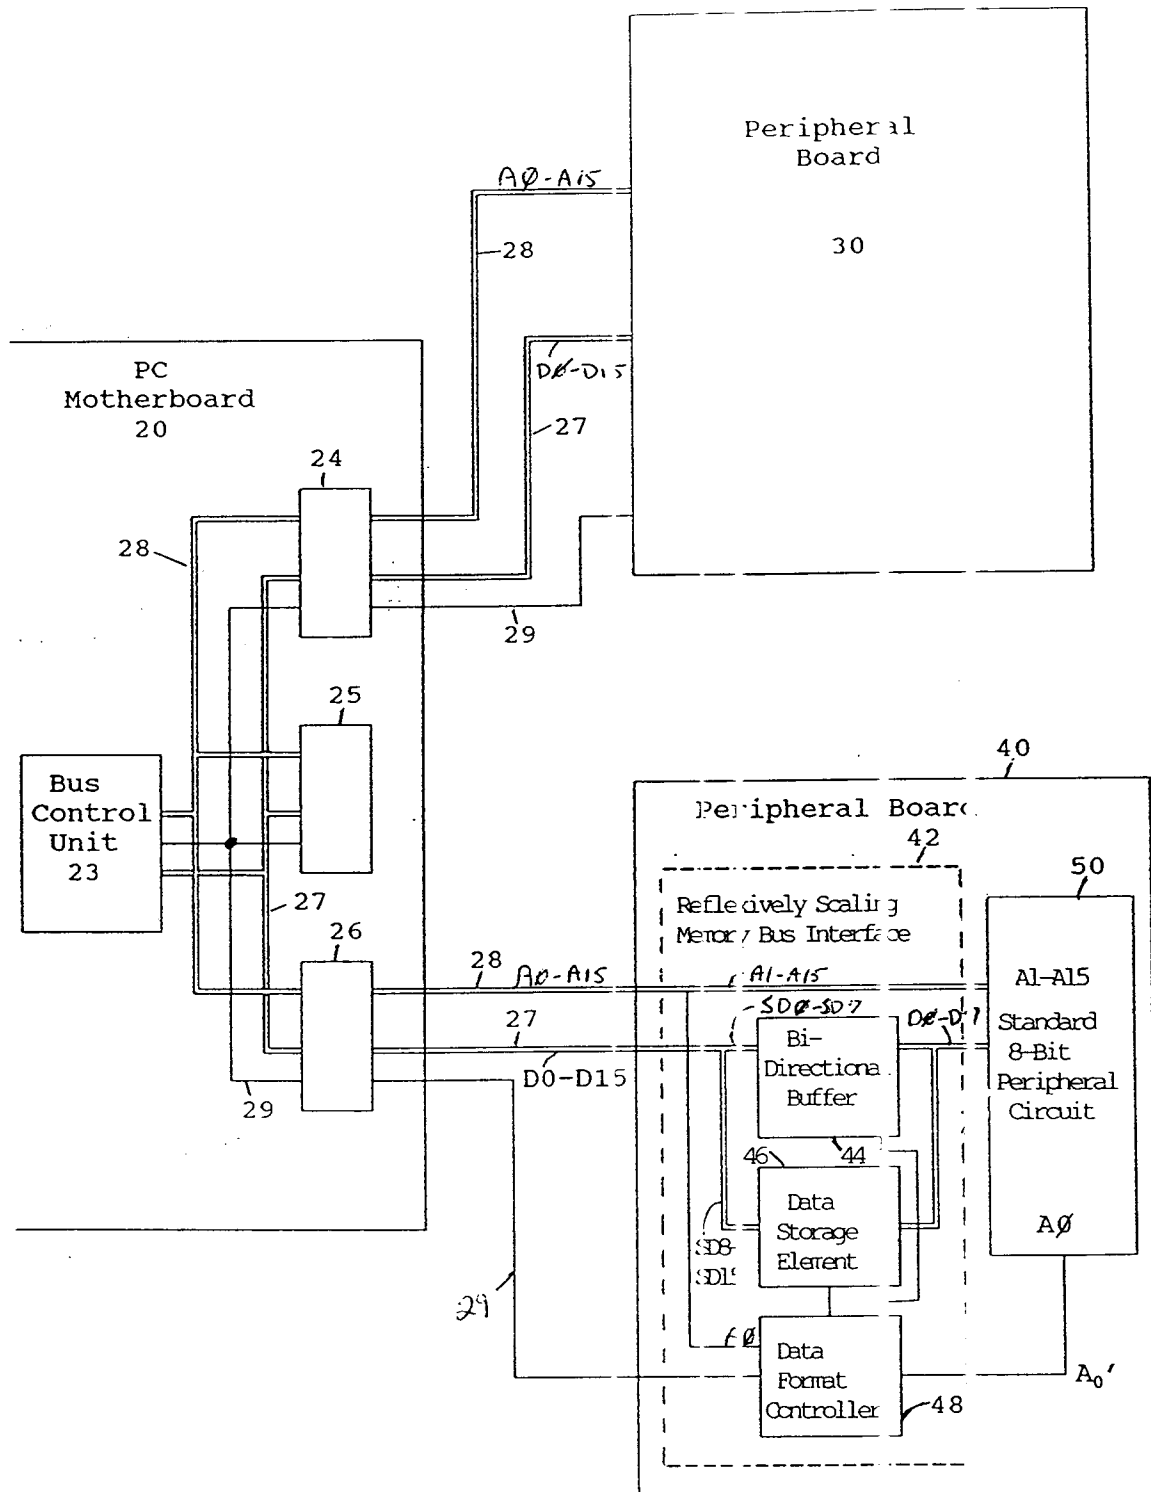 Peripheral
Board
30
AØ-A15
28
DØ-D15
27
PC
Motherboard
20
24
28
29
25
Bus
Control
Unit
23
27
26
28
AØ-A15
27
D0-D15
29
29
40
Peripheral Board
42
50
Reflexively Scaling
Memory Bus Interface
A1-A15
SDØ-SD7
DØ-D7
Bi-
Directional
Buffer
44
46
Data
Storage
Element
SD8-
SD15
AØ
Data
Format
Controller
48
A1-A15
Standard
8-Bit
Peripheral
Circuit
AØ
A₀'